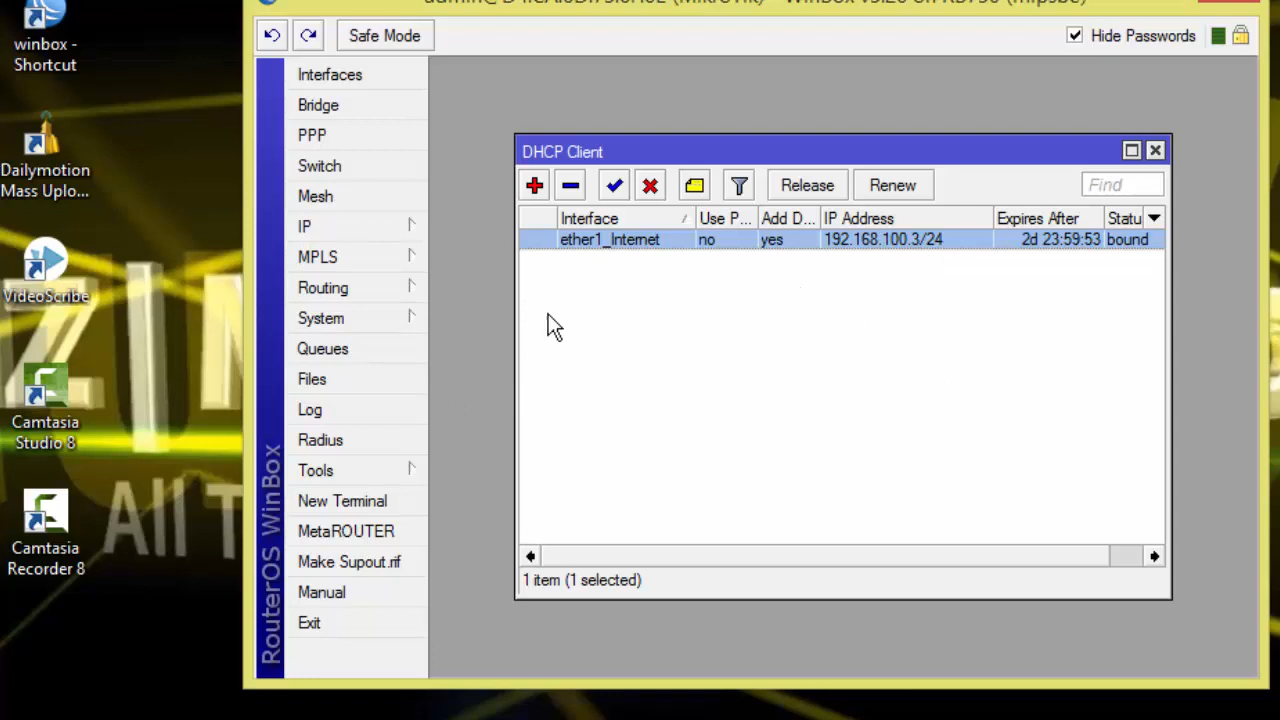 winbox -
Shortcut
Dailymotion
Mass Uplo...
VideoScribe
Camtasia
Studio 8
Camtasia
Recorder 8
All T
Safe Mode
Hide Passwords
RouterOS WinBox
Interfaces
Bridge
PPP
Switch
Mesh
IP
MPLS
Routing
System
Queues
Files
Log
Radius
Tools
New Terminal
MetaROUTER
Make Supout.rif
Manual
Exit
DHCP Client
Release
Renew
Find
Interface Use P... Add D... IP Address Expires After Statu
ether1_Internet no yes 192.168.100.3/24 2d 23:59:53 bound
1 item (1 selected)